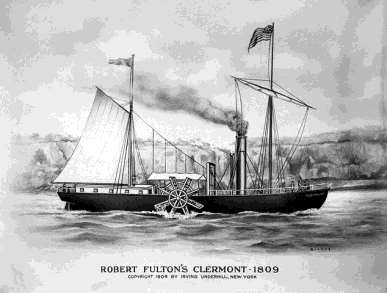 ROBERT FULTON'S CLERMONT - 1809
COPYRIGHT 1909 BY IRVING UNDERHILL, NEW YORK